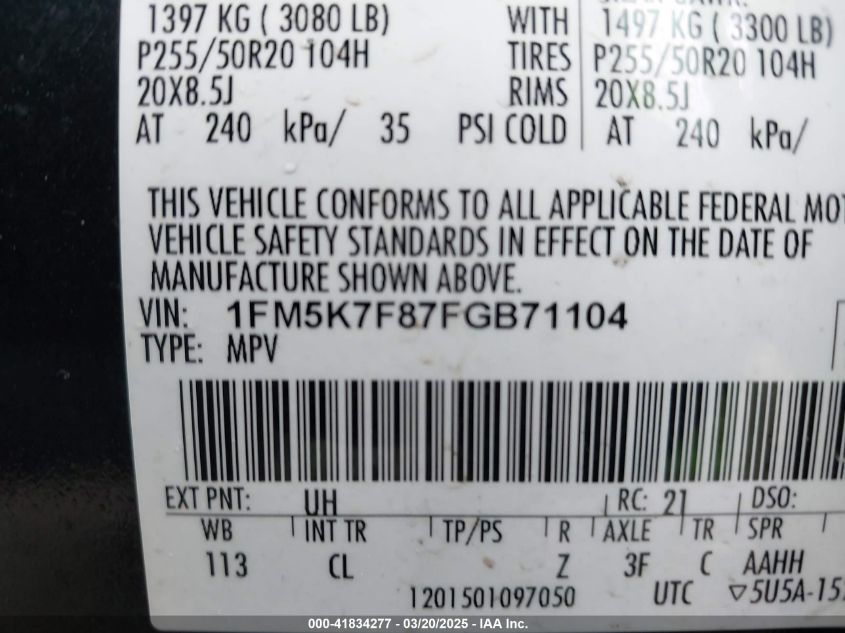 1397 KG ( 3080 LB) WITH 1497 KG ( 3300 LB)
P255/50R20 104H TIRES P255/50R20 104H
20X8.5J RIMS 20X8.5J
AT 240 kPa/ 35 PSI COLD AT 240 kPa/
THIS VEHICLE CONFORMS TO ALL APPLICABLE FEDERAL MOT
VEHICLE SAFETY STANDARDS IN EFFECT ON THE DATE OF
MANUFACTURE SHOWN ABOVE.
VIN: 1FM5K7F87FGB71104
TYPE: MPV
EXT PNT: UH RC: 21 DSO:
WB INT TR TP/PS R AXLE TR SPR
113 CL Z 3F C AAHH
1201501097050 UTC ▽5U5A-15
000-41834277 - 03/20/2025 - IAA Inc.